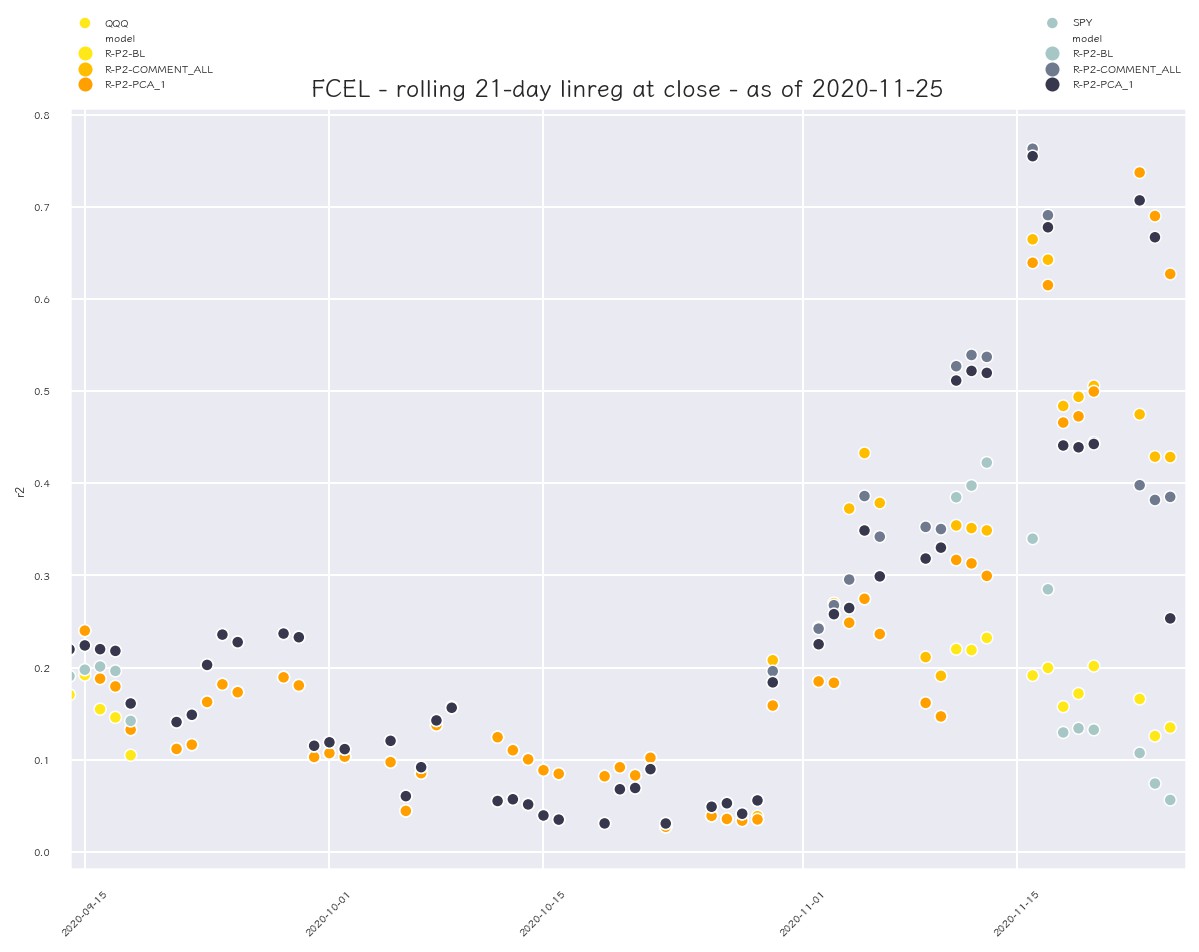 QQQ
model
R-P2-BL
R-P2-COMMENT_ALL
R-P2-PCA_1
SPY
model
R-P2-BL
R-P2-COMMENT_ALL
R-P2-PCA_1
FCEL - rolling 21-day linreg at close - as of 2020-11-25
0.8
0.7
0.6
0.5
0.4
0.3
0.2
0.1
0.0
r2
2020-09-15
2020-10-01
2020-10-15
2020-11-01
2020-11-15